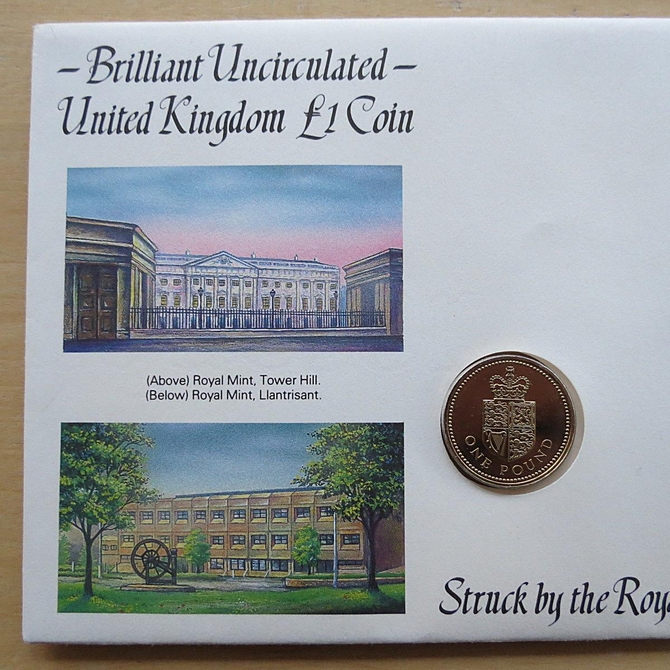 – Brilliant Uncirculated –
United Kingdom £1 Coin
(Above) Royal Mint, Tower Hill.
(Below) Royal Mint, Llantrisant.
ONE POUND
Struck by the Roya